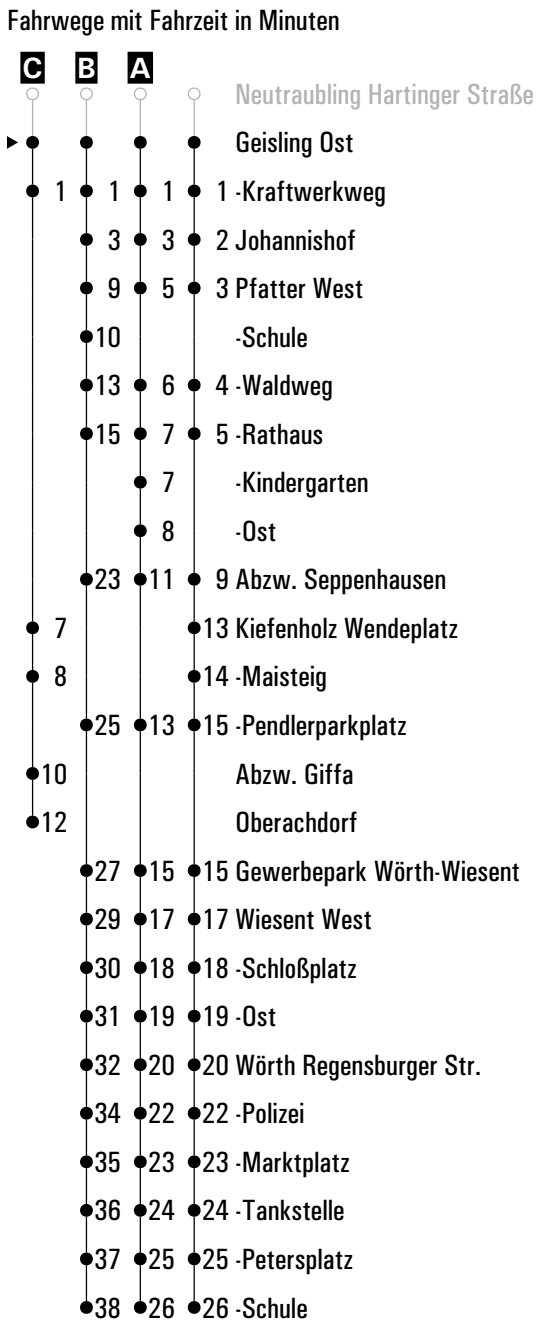 Fahrwege mit Fahrzeit in Minuten
C B A
Neutraubling Hartinger Straße
Geisling Ost
1 1 1 1 -Kraftwerkweg
3 3 2 Johannishof
9 5 3 Pfatter West
10 -Schule
13 6 4 -Waldweg
15 7 5 -Rathaus
7 -Kindergarten
8 -Ost
23 11 9 Abzw. Seppenhausen
7 13 Kiefenholz Wendeplatz
8 14 -Maisteig
25 13 15 -Pendlerparkplatz
10 Abzw. Giffa
12 Oberachdorf
27 15 15 Gewerbepark Wörth-Wiesent
29 17 17 Wiesent West
30 18 18 -Schloßplatz
31 19 19 -Ost
32 20 20 Wörth Regensburger Str.
34 22 22 -Polizei
35 23 23 -Marktplatz
36 24 24 -Tankstelle
37 25 25 -Petersplatz
38 26 26 -Schule